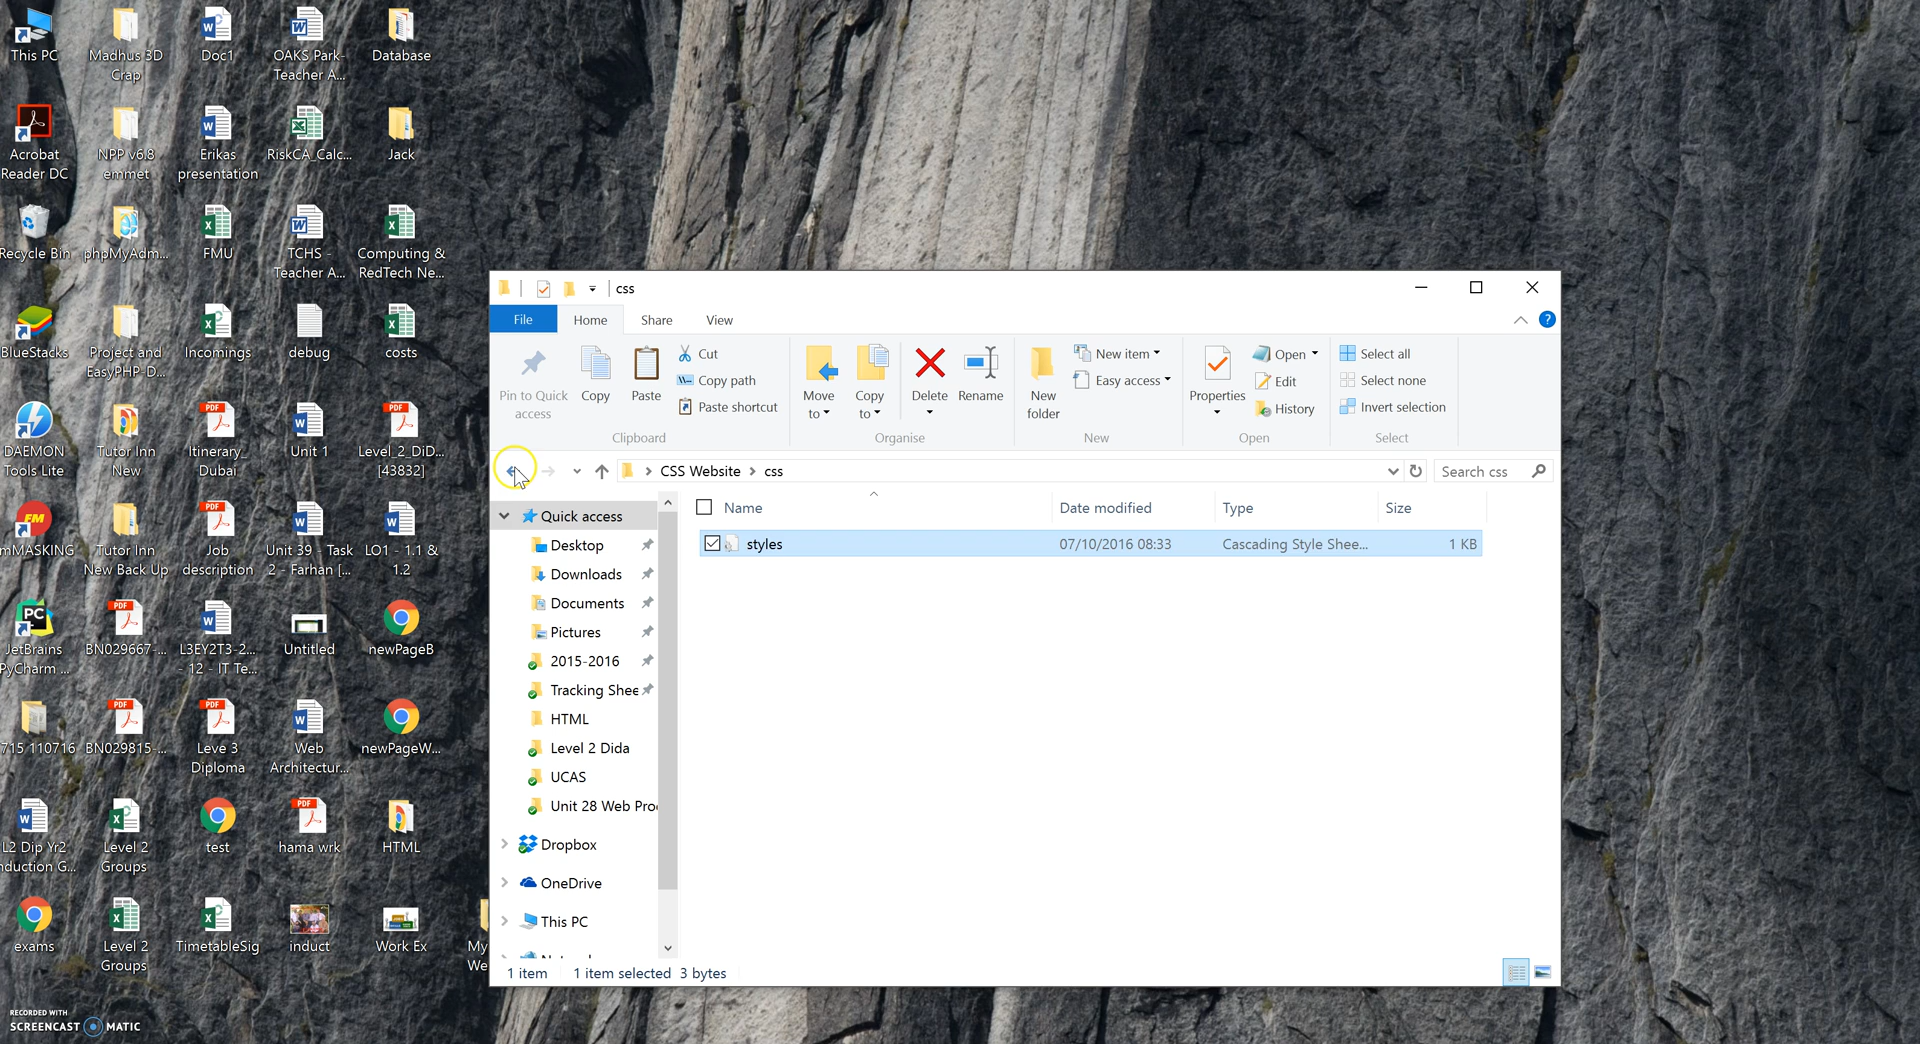 This PC
Madhus 3D
Crap
Doc1
OAKS Park-
Teacher A...
Database
Acrobat
Reader DC
NPP v6.8
emmet
Erikas
presentation
RiskCA_Calc...
Jack
Recycle Bin
phpMyAdm...
FMU
TCHS -
Teacher A...
Computing &
RedTech Ne...
BlueStacks
Project and
EasyPHP-D...
Incomings
debug
costs
DAEMON
Tools Lite
Tutor Inn
New
Itinerary_
Dubai
Unit 1
Level_2_DiD...
[43832]
mMASKING
Tutor Inn
New Back Up
Job
description
Unit 39 - Task
2 - Farhan [...
LO1 - 1.1 &
1.2
JetBrains
PyCharm ...
BN029667-...
L3EY2T3-2...
- 12 - IT Te...
Untitled
newPageB
715 110716
BN029815-...
Leve 3
Diploma
Web
Architectur...
newPageW...
L2 Dip Yr2
nduction G...
Level 2
Groups
test
hama wrk
HTML
exams
Level 2
Groups
TimetableSig
induct
Work Ex
My
We
RECORDED WITH
SCREENCAST MATIC
css
File
Home
Share
View
Pin to Quick
access
Copy
Paste
Cut
Copy path
Paste shortcut
Clipboard
Move
to
Copy
to
Delete
Rename
Organise
New
folder
New item
Easy access
New
Properties
Open
Edit
History
Open
Select all
Select none
Invert selection
Select
CSS Website > css
Search css
Quick access
Desktop
Downloads
Documents
Pictures
2015-2016
Tracking Shee
HTML
Level 2 Dida
UCAS
Unit 28 Web Pro
Dropbox
OneDrive
This PC
Name
Date modified
Type
Size
styles
07/10/2016 08:33
Cascading Style Shee...
1 KB
1 item
1 item selected 3 bytes